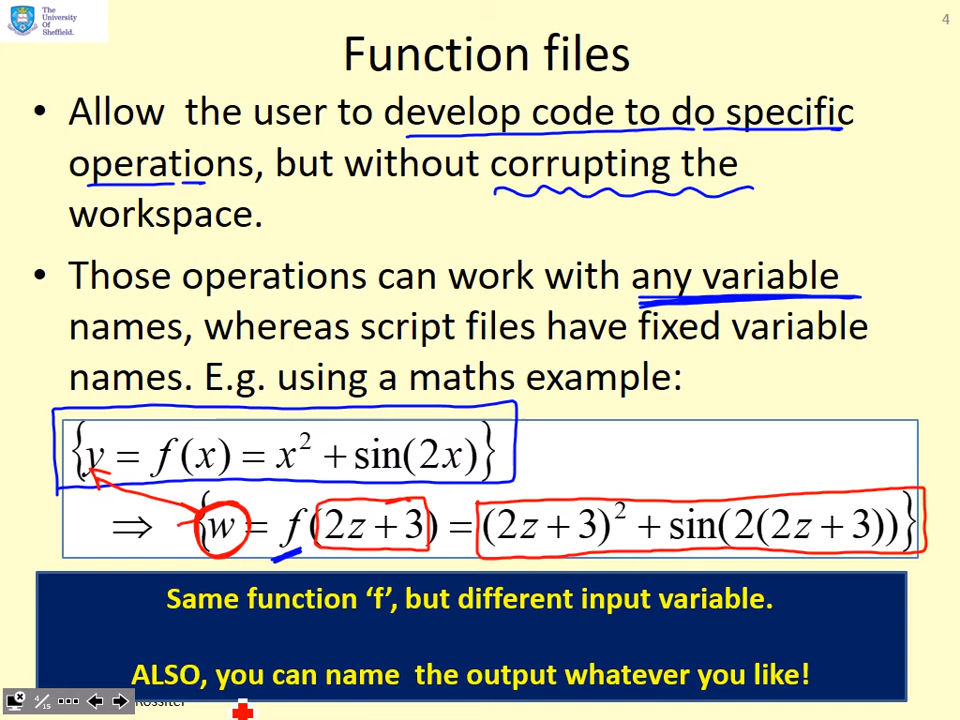 The
University
Of
Sheffield.
4
Function files
• Allow the user to develop code to do specific
operations, but without corrupting the
workspace.
• Those operations can work with any variable
names, whereas script files have fixed variable
names. E.g. using a maths example:
{y = f(x) = x² + sin(2x)}
⇒ {w = f(2z + 3) = (2z + 3)² + sin(2(2z + 3))}
Same function ‘f’, but different input variable.
ALSO, you can name the output whatever you like!
4/15
Rossiter